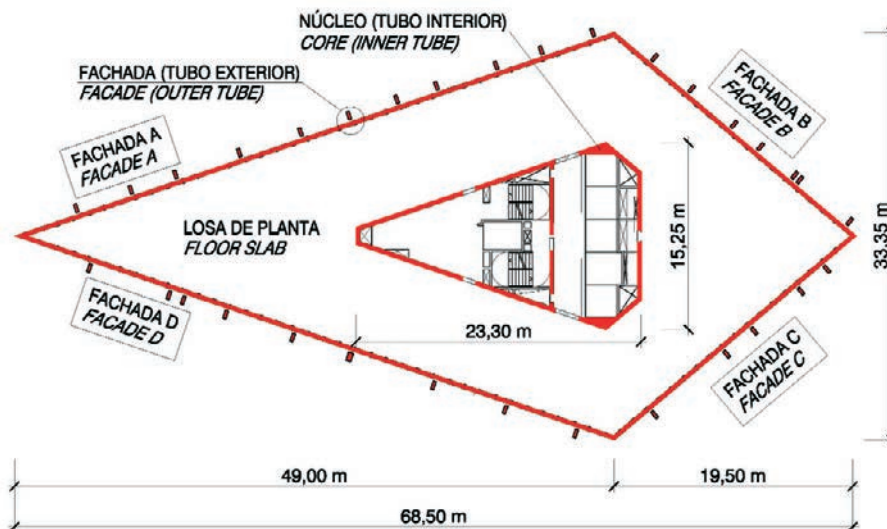 NÚCLEO (TUBO INTERIOR)
CORE (INNER TUBE)
FACHADA (TUBO EXTERIOR)
FACADE (OUTER TUBE)
FACHADA A
FACADE A
FACHADA B
FACADE B
LOSA DE PLANTA
FLOOR SLAB
15,25 m
33,35 m
FACHADA D
FACADE D
23,30 m
FACHADA C
FACADE C
49,00 m
19,50 m
68,50 m